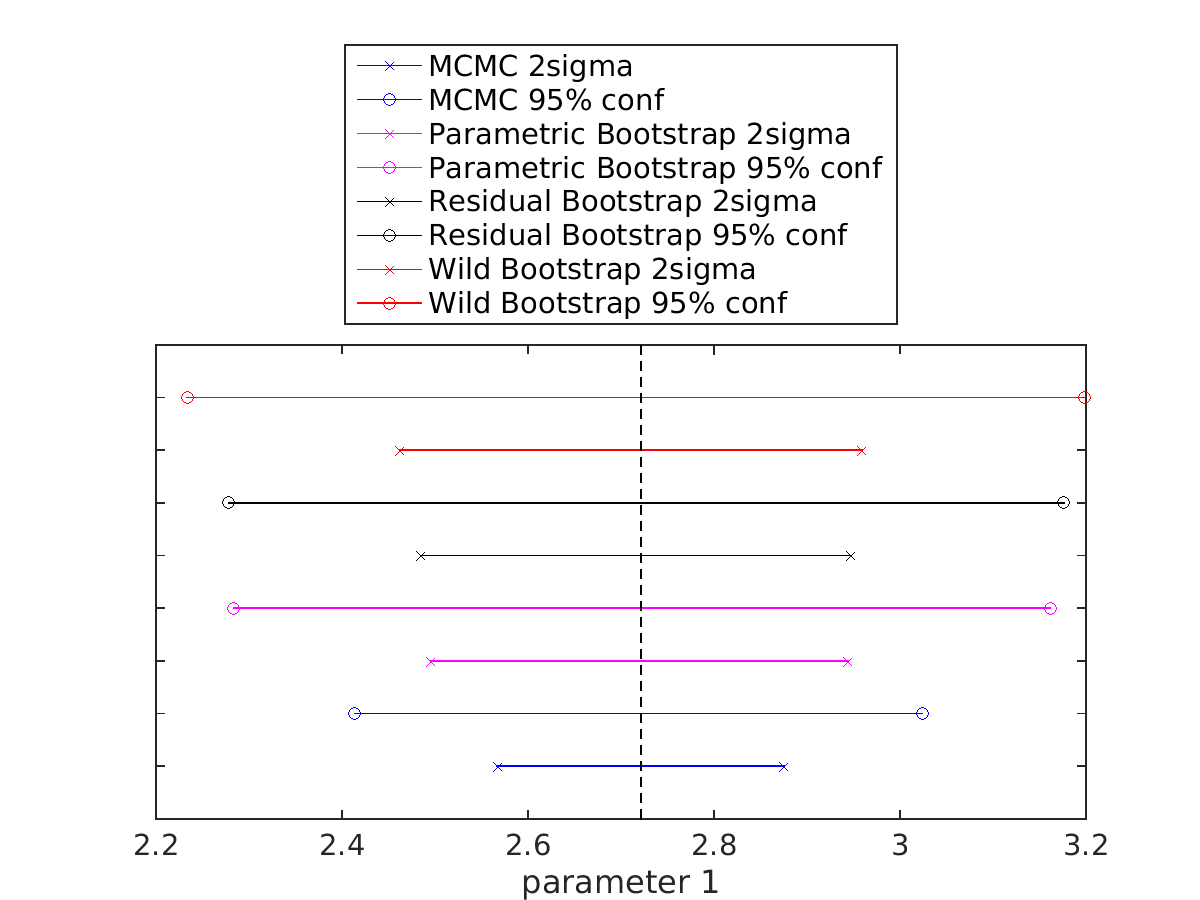 MCMC 2sigma
MCMC 95% conf
Parametric Bootstrap 2sigma
Parametric Bootstrap 95% conf
Residual Bootstrap 2sigma
Residual Bootstrap 95% conf
Wild Bootstrap 2sigma
Wild Bootstrap 95% conf
2.2 2.4 2.6 2.8 3 3.2
parameter 1